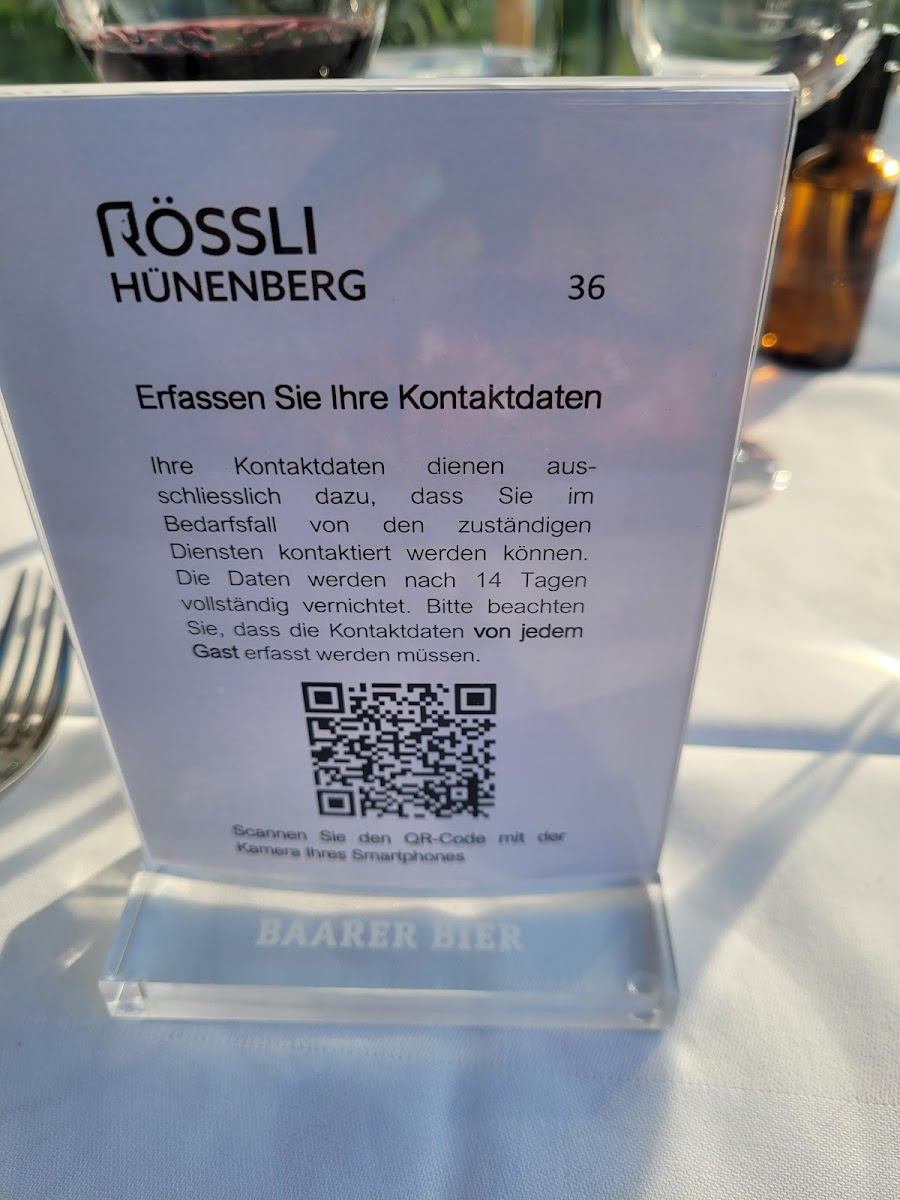 RÖSSLI
HÜNENBERG
36
Erfassen Sie Ihre Kontaktdaten
Ihre Kontaktdaten dienen aus-
schliesslich dazu, dass Sie im
Bedarfsfall von den zuständigen
Diensten kontaktiert werden können.
Die Daten werden nach 14 Tagen
vollständig vernichtet. Bitte beachten
Sie, dass die Kontaktdaten von jedem
Gast erfasst werden müssen.
Scannen Sie den QR-Code mit der
Kamera Ihres Smartphones
BAARER BIER